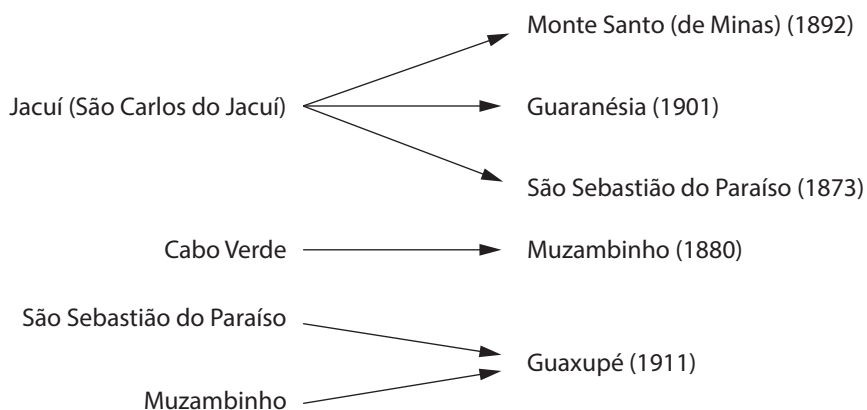 Monte Santo (de Minas) (1892)
Jacuí (São Carlos do Jacuí)
Guaranésia (1901)
São Sebastião do Paraíso (1873)
Cabo Verde
Muzambinho (1880)
São Sebastião do Paraíso
Guaxupé (1911)
Muzambinho